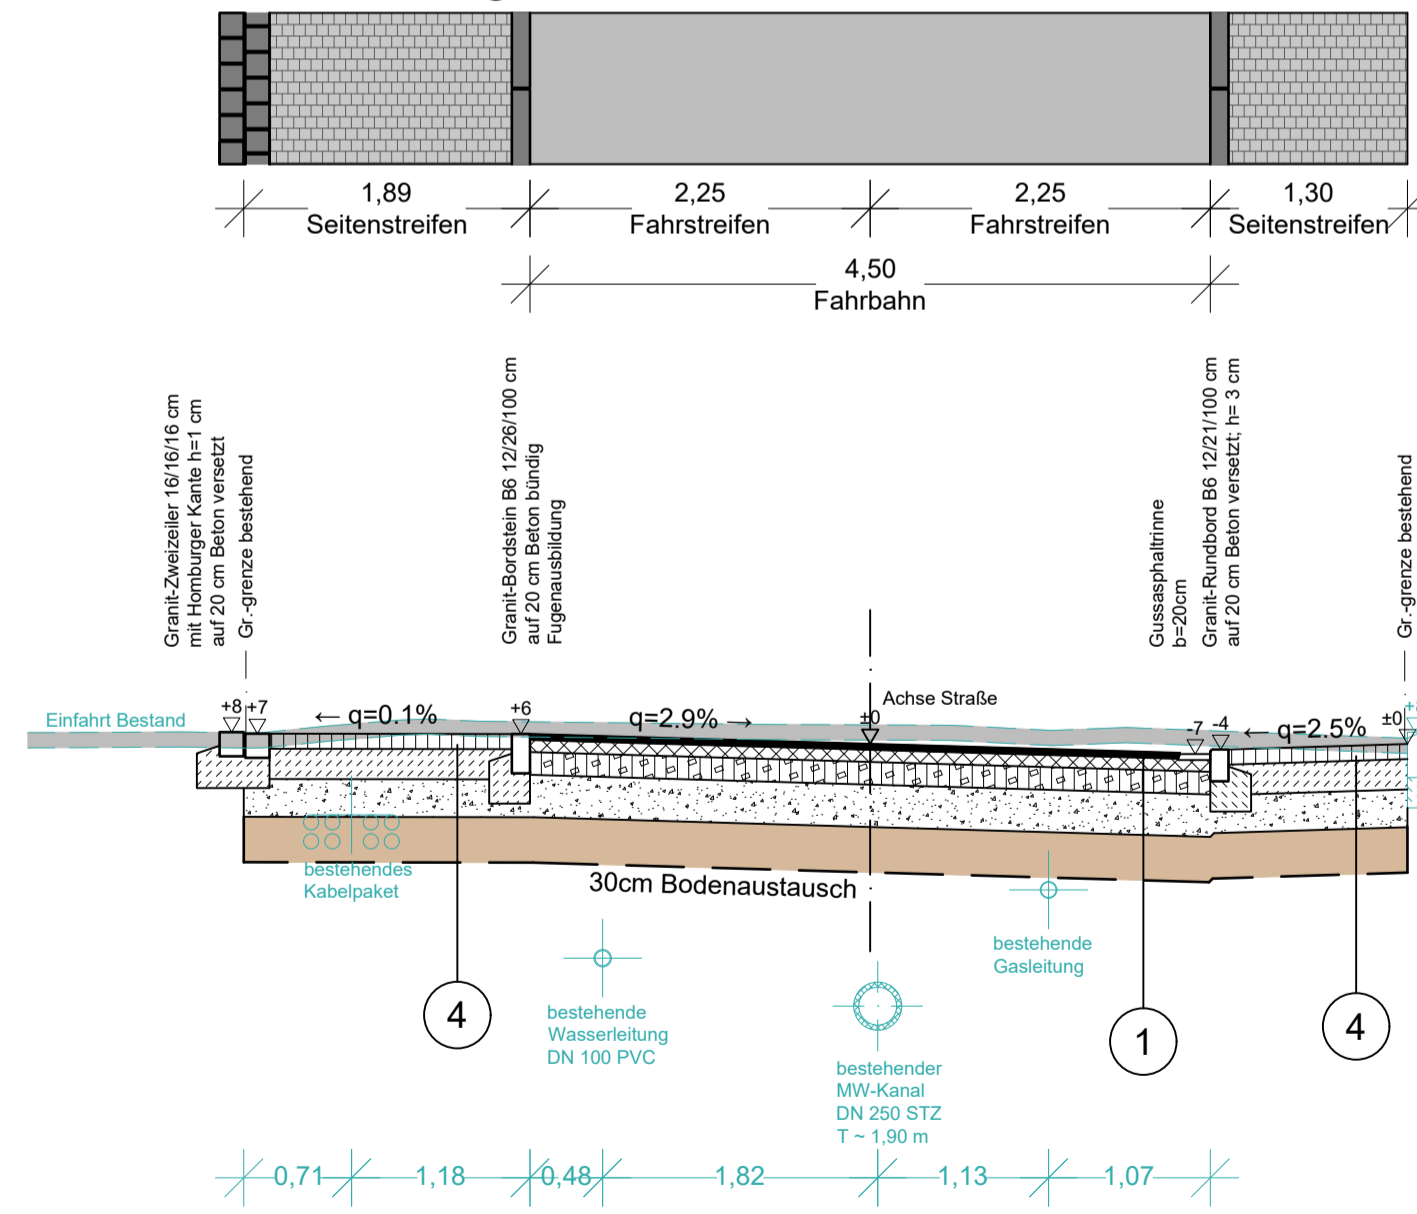 1,89
Seitenstreifen
2,25
Fahrstreifen
2,25
Fahrstreifen
1,30
Seitenstreifen
4,50
Fahrbahn
Granit-Zweizeiler 16/16/16 cm
mit Homburger Kante h=1 cm
auf 20 cm Beton versetzt
Gr.-grenze bestehend
Granit-Bordstein B6 12/26/100 cm
auf 20 cm Beton bündig
Fugenausbildung
Gussasphaltrinne
b=20cm
Granit-Rundbord B6 12/21/100 cm
auf 20 cm Beton versetzt; h= 3 cm
Gr.-grenze bestehend
Einfahrt Bestand
+8
+7
← q=0.1%
+6
q=2.9% →
±0
Achse Straße
-7
-4
← q=2.5%
±0
bestehendes
Kabelpaket
30cm Bodenaustausch
4
bestehende
Wasserleitung
DN 100 PVC
bestehender
MW-Kanal
DN 250 STZ
T ~ 1,90 m
bestehende
Gasleitung
1
4
0,71
1,18
0,48
1,82
1,13
1,07